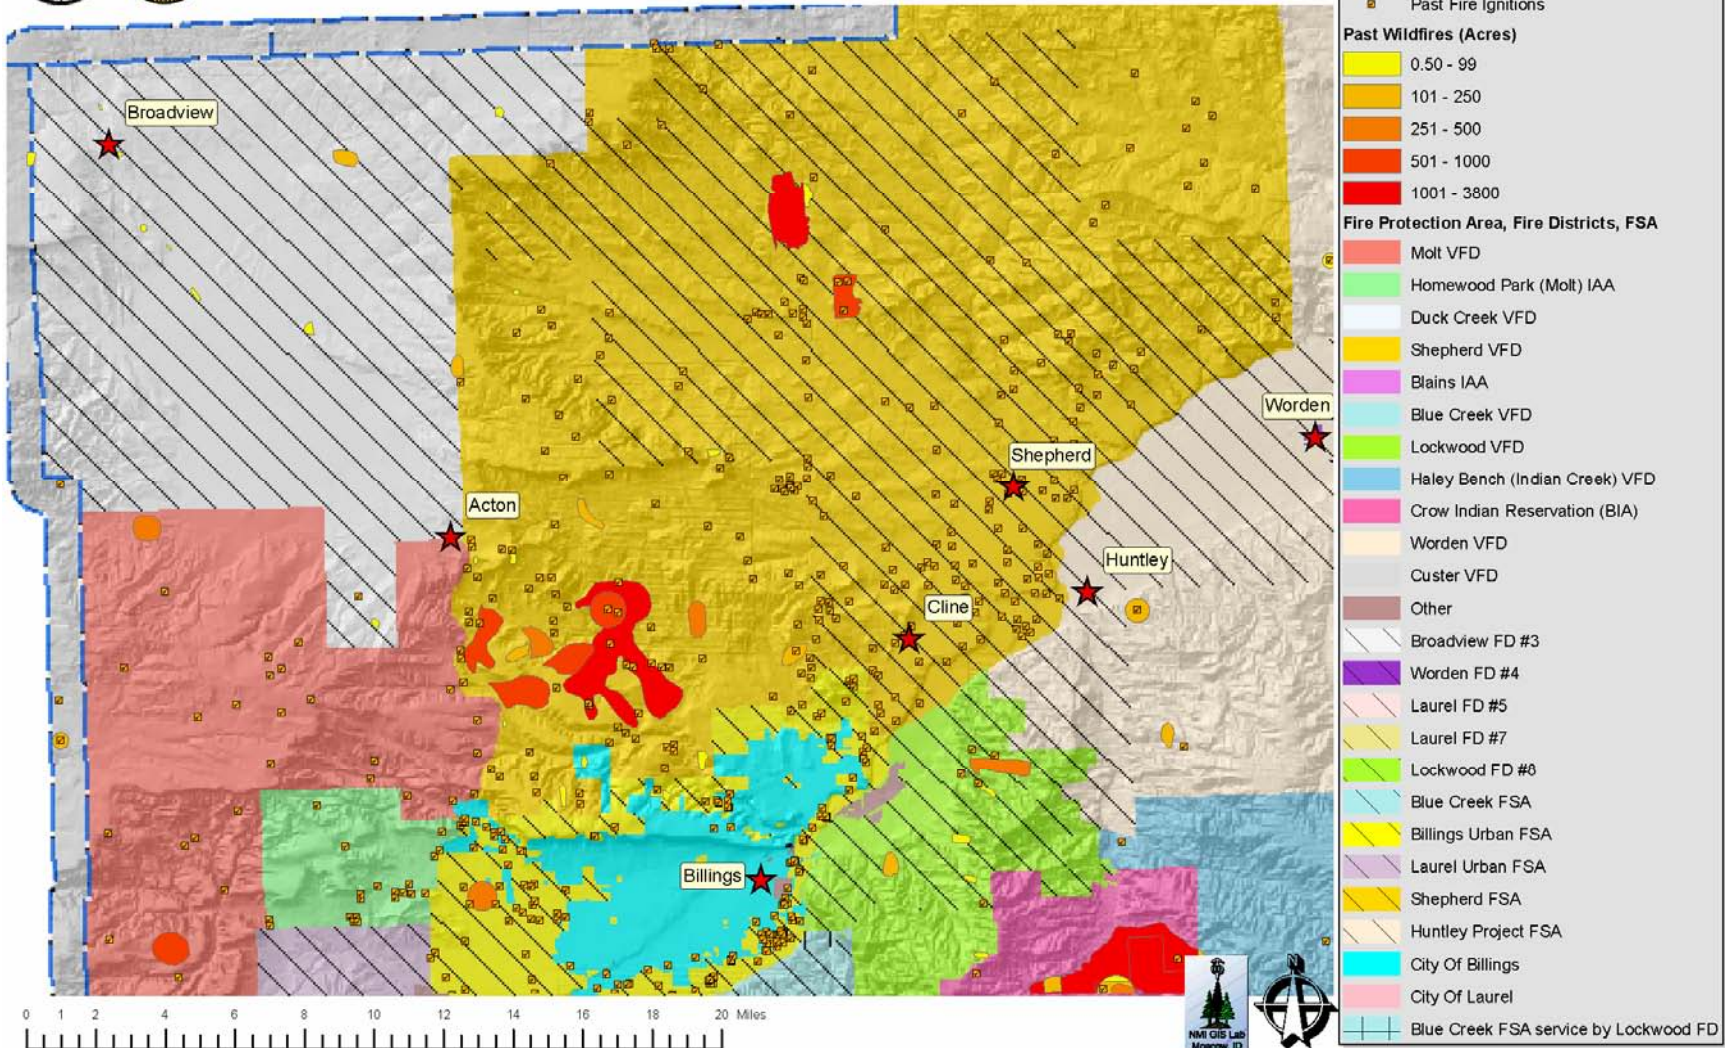 Past Fire Ignitions
Past Wildfires (Acres)
0.50 - 99
101 - 250
251 - 500
501 - 1000
1001 - 3800
Fire Protection Area, Fire Districts, FSA
Molt VFD
Homewood Park (Molt) IAA
Duck Creek VFD
Shepherd VFD
Blains IAA
Blue Creek VFD
Lockwood VFD
Haley Bench (Indian Creek) VFD
Crow Indian Reservation (BIA)
Worden VFD
Custer VFD
Other
Broadview FD #3
Worden FD #4
Laurel FD #5
Laurel FD #7
Lockwood FD #8
Blue Creek FSA
Billings Urban FSA
Laurel Urban FSA
Shepherd FSA
Huntley Project FSA
City Of Billings
City Of Laurel
Blue Creek FSA service by Lockwood FD
Broadview
Worden
Shepherd
Acton
Huntley
Cline
Billings
0 1 2 4 6 8 10 12 14 16 18 20 Miles
NMI GIS Lab
Moscow, ID
N